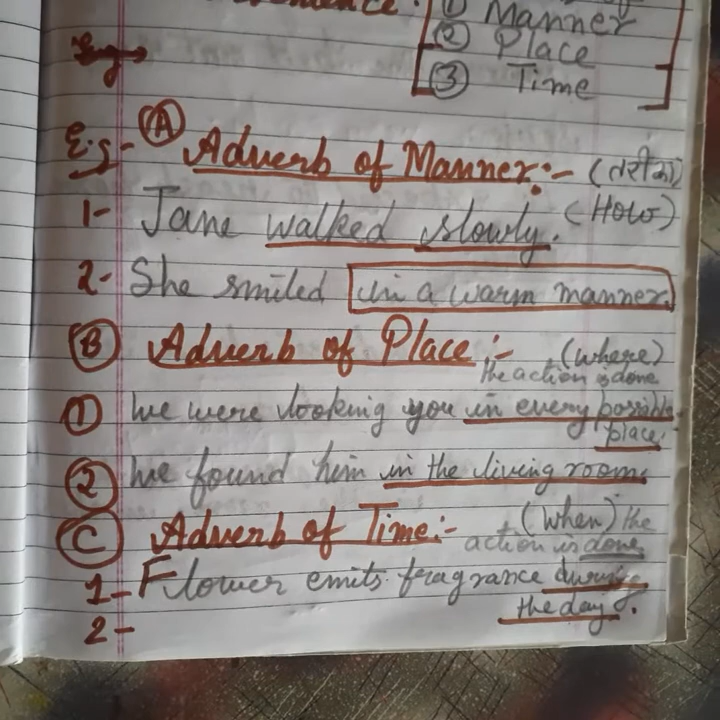 ① Manner
② Place
③ Time
E.g- Ⓐ Adverb of Manner:-
1- Jane walked slowly. (How)
2- She smiled in a warm manner.
Ⓑ Adverb of Place:- (where)
the action is done
① We were looking you in every possible
place.
② We found him in the living room.
Ⓒ Adverb of Time:- (when) the
action is done
1- Flower emits fragrance during
the day.
2-